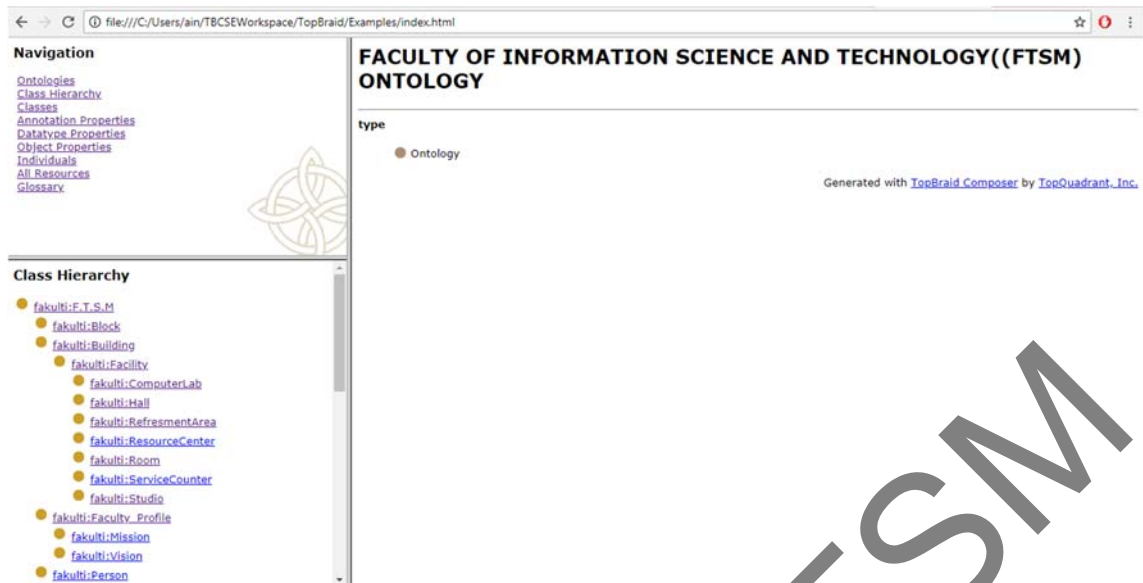 file:///C:/Users/ain/TBCSEWorkspace/TopBraid/Examples/index.html
Navigation
Ontologies
Class Hierarchy
Classes
Annotation Properties
Datatype Properties
Object Properties
Individuals
All Resources
Glossary
Class Hierarchy
fakulti:F.T.S.M
fakulti:Block
fakulti:Building
fakulti:Facility
fakulti:ComputerLab
fakulti:Hall
fakulti:RefresmentArea
fakulti:ResourceCenter
fakulti:Room
fakulti:ServiceCounter
fakulti:Studio
fakulti:Faculty_Profile
fakulti:Mission
fakulti:Vision
fakulti:Person
FACULTY OF INFORMATION SCIENCE AND TECHNOLOGY((FTSM)
ONTOLOGY
type
Ontology
Generated with TopBraid Composer by TopQuadrant, Inc.
SM